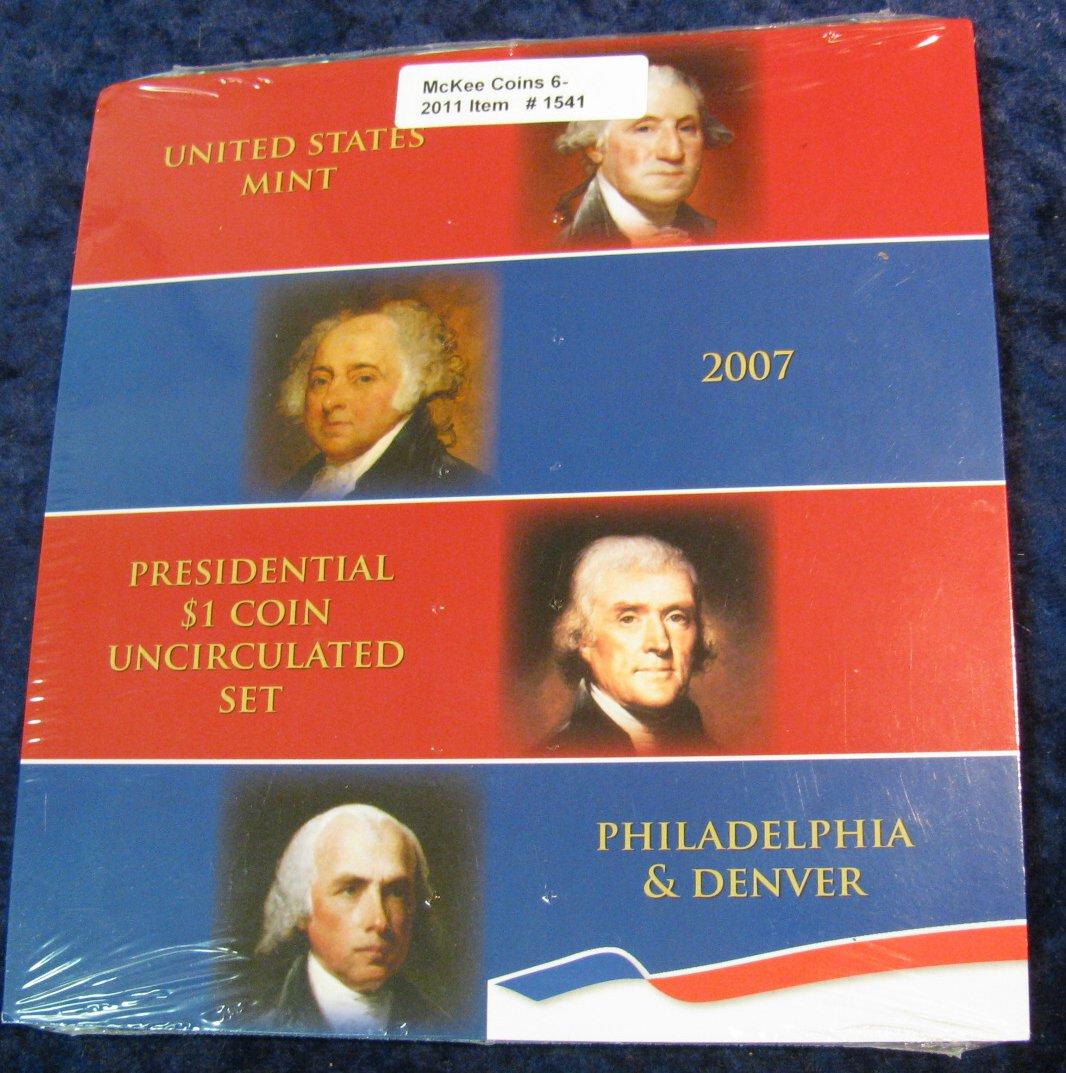 McKee Coins 6-
2011 Item # 1541
UNITED STATES
MINT
2007
PRESIDENTIAL
$1 COIN
UNCIRCULATED
SET
PHILADELPHIA
& DENVER